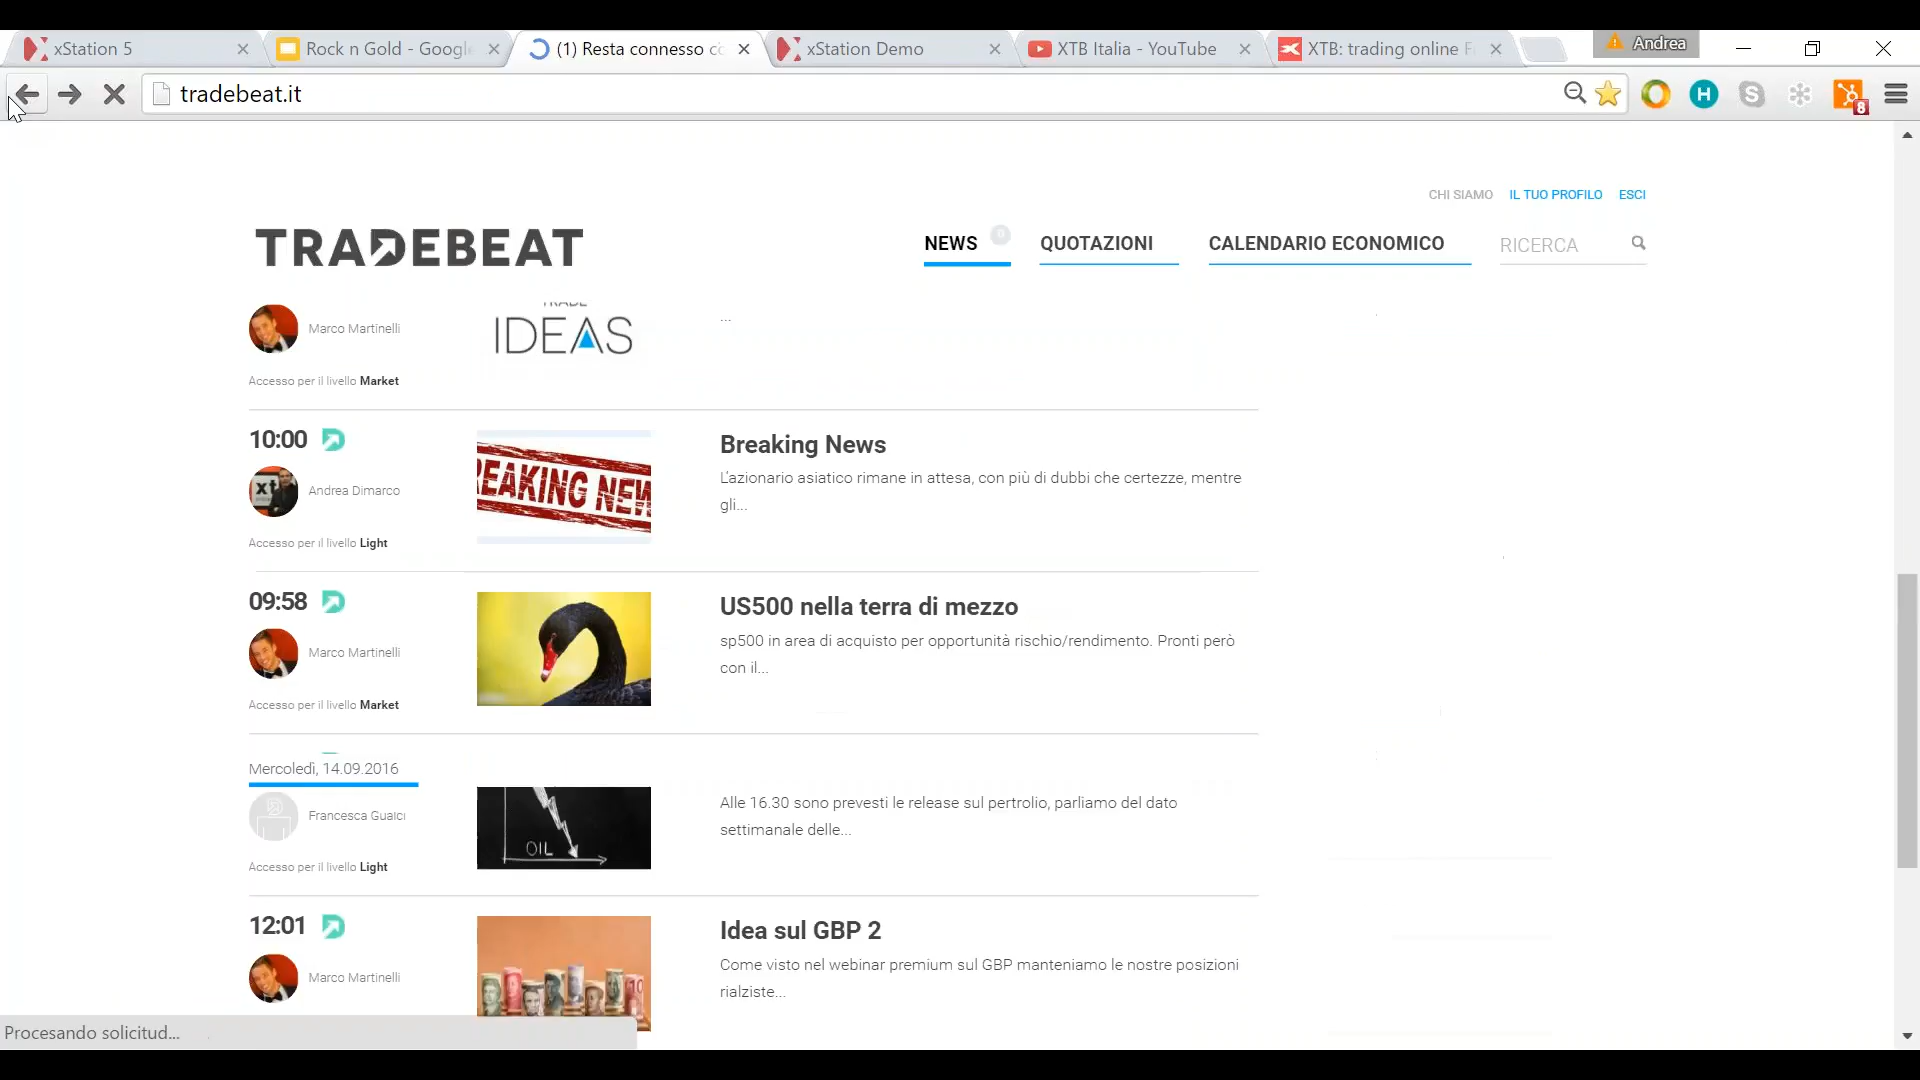 xStation 5
Rock n Gold - Google
(1) Resta connesso
xStation Demo
XTB Italia - YouTube
XTB: trading online
Andrea
tradebeat.it
H
S
8
CHI SIAMO IL TUO PROFILO ESCI
TRADEBEAT
NEWS 0 QUOTAZIONI CALENDARIO ECONOMICO RICERCA
Marco Martinelli
TRADE
IDEAS
...
Accesso per il livello Market
10:00
Andrea Dimarco
Accesso per il livello Light
xt
EAKING NEW
Breaking News
L'azionario asiatico rimane in attesa, con più di dubbi che certezze, mentre
gli...
09:58
Marco Martinelli
Accesso per il livello Market
US500 nella terra di mezzo
sp500 in area di acquisto per opportunità rischio/rendimento. Pronti però
con il...
Mercoledì, 14.09.2016
Francesca
Accesso per il livello Light
OIL
Alle 16.30 sono prevesti le release sul pertrolio, parliamo del dato
settimanale delle...
12:01
Marco Martinelli
10
Idea sul GBP 2
Come visto nel webinar premium sul GBP manteniamo le nostre posizioni
rialziste...
Procesando solicitud...